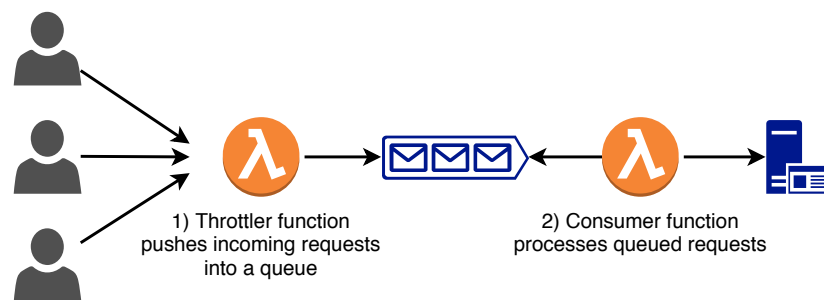 1) Throttler function
pushes incoming requests
into a queue
2) Consumer function
processes queued requests